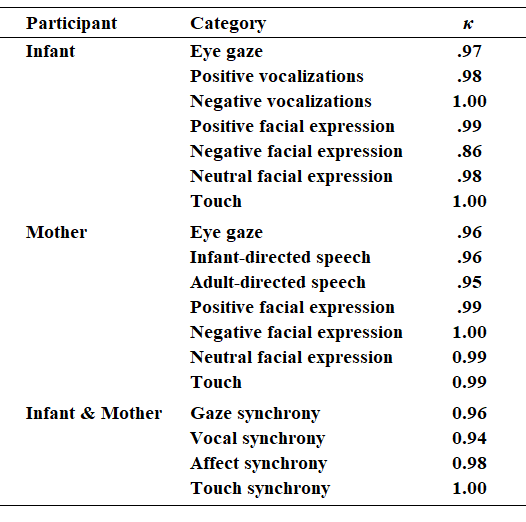 Participant Category κ
Infant Eye gaze .97
Positive vocalizations .98
Negative vocalizations 1.00
Positive facial expression .99
Negative facial expression .86
Neutral facial expression .98
Touch 1.00
Mother Eye gaze .96
Infant-directed speech .96
Adult-directed speech .95
Positive facial expression .99
Negative facial expression 1.00
Neutral facial expression 0.99
Touch 0.99
Infant & Mother Gaze synchrony 0.96
Vocal synchrony 0.94
Affect synchrony 0.98
Touch synchrony 1.00